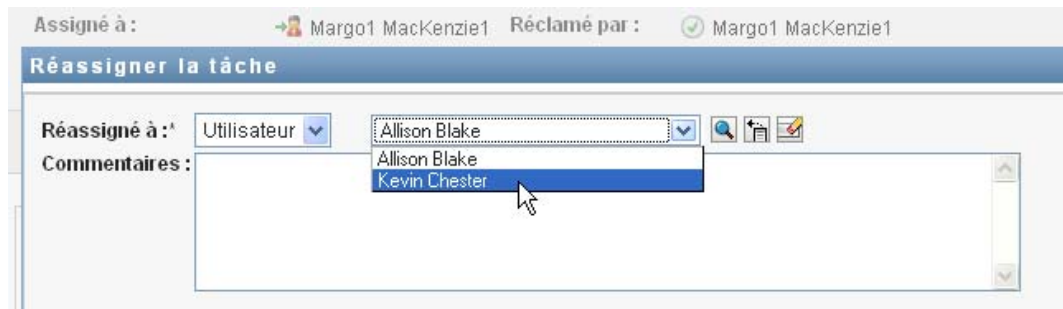 Assigné à : Margo1 MacKenzie1 Réclamé par : Margo1 MacKenzie1
Réassigner la tâche
Réassigné à :* Utilisateur Allison Blake
Allison Blake
Commentaires :
Kevin Chester